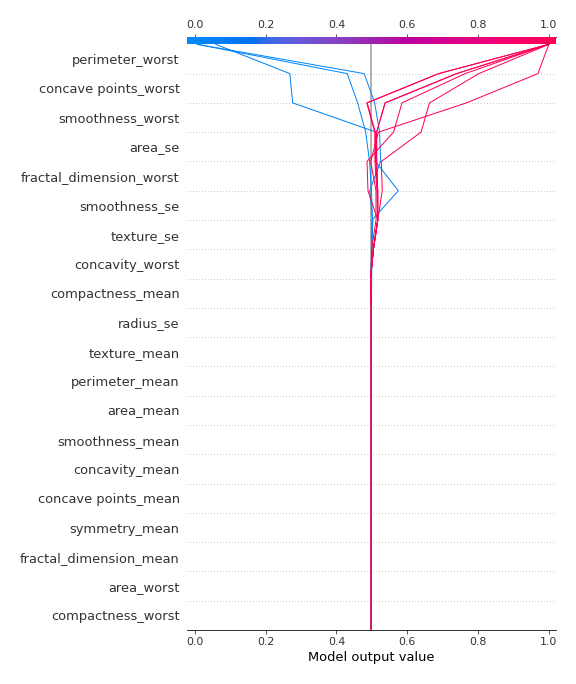 0.0 0.2 0.4 0.6 0.8 1.0
perimeter_worst
concave points_worst
smoothness_worst
area_se
fractal_dimension_worst
smoothness_se
texture_se
concavity_worst
compactness_mean
radius_se
texture_mean
perimeter_mean
area_mean
smoothness_mean
concavity_mean
concave points_mean
symmetry_mean
fractal_dimension_mean
area_worst
compactness_worst
0.0 0.2 0.4 0.6 0.8 1.0
Model output value